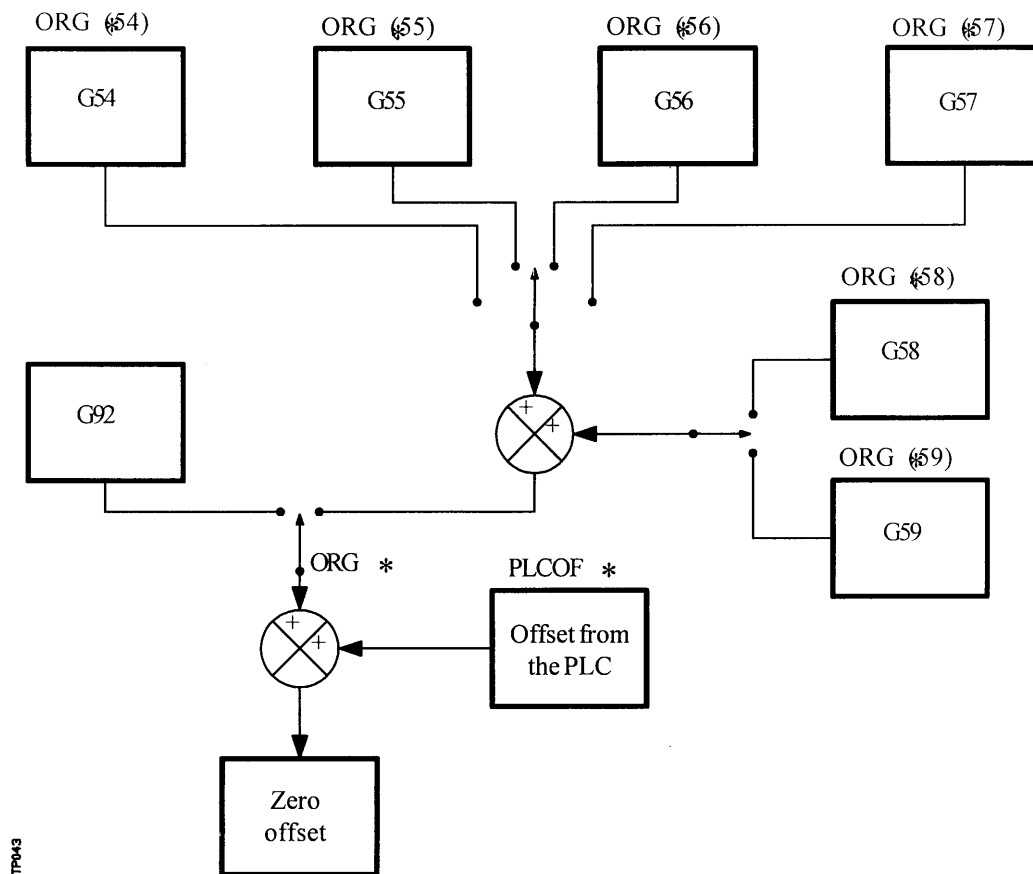 ORG (*54) ORG (*55) ORG (*56) ORG (*57)
G54 G55 G56 G57
ORG (*58)
G58
G92
+
+
ORG (*59)
G59
ORG *
PLCOF *
+
+
Offset from
the PLC
Zero
offset
TP043